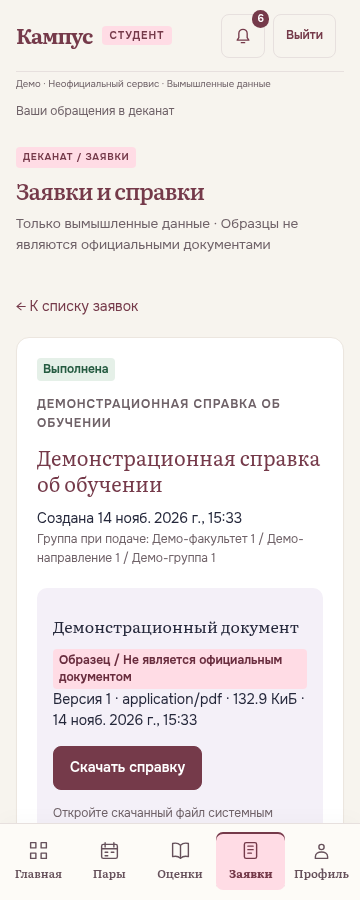 Кампус СТУДЕНТ 6 Выйти
Демо · Неофициальный сервис · Вымышленные данные
Ваши обращения в деканат
ДЕКАНАТ / ЗАЯВКИ
Заявки и справки
Только вымышленные данные · Образцы не
являются официальными документами
← К списку заявок
Выполнена
ДЕМОНСТРАЦИОННАЯ СПРАВКА ОБ
ОБУЧЕНИИ
Демонстрационная справка
об обучении
Создана 14 нояб. 2026 г., 15:33
Группа при подаче: Демо-факультет 1 / Демо-
направление 1 / Демо-группа 1
Демонстрационный документ
Образец / Не является официальным
документом
Версия 1 · application/pdf · 132.9 КиБ ·
14 нояб. 2026 г., 15:33
Скачать справку
Откройте скачанный файл системным
Главная Пары Оценки Заявки Профиль